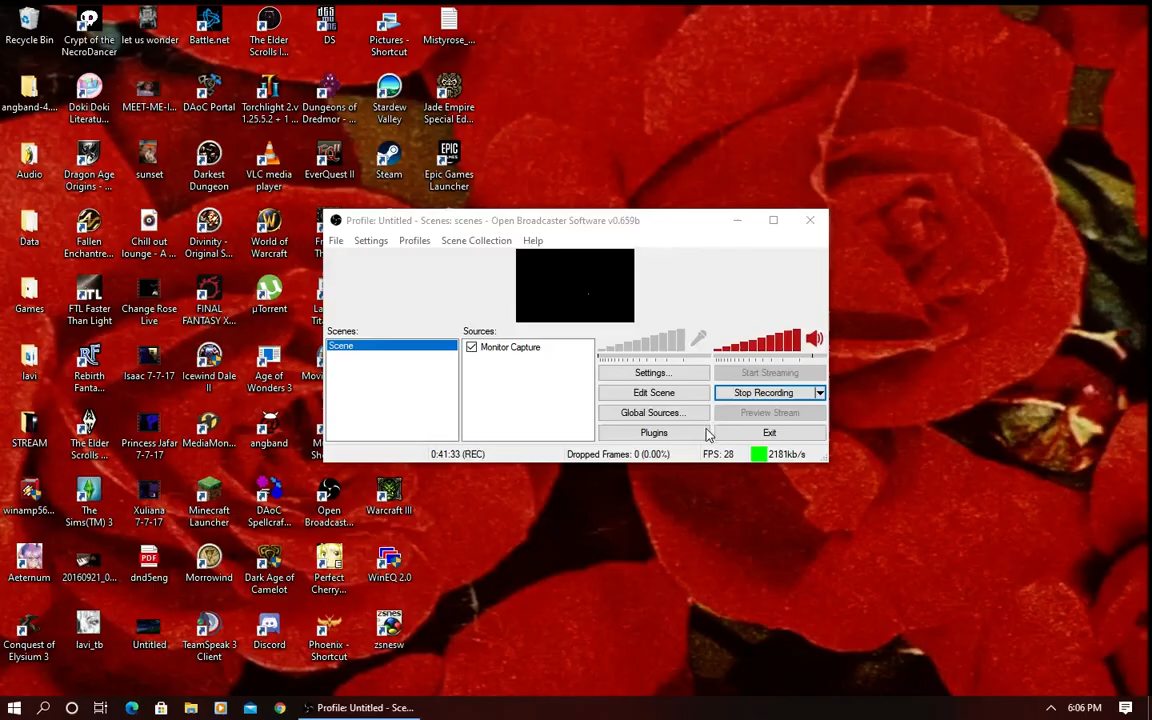 Recycle Bin
Crypt of the
NecroDancer
let us wonder
Battle.net
The Elder
Scrolls I...
DS
Pictures -
Shortcut
Mistyrose_...
angband-4....
Doki Doki
Literatu...
MEET-ME-I...
DAoC Portal
Torchlight 2.v
1.25.5.2 + 1 ...
Dungeons of
Dredmor - ...
Stardew
Valley
Jade Empire
Special Ed...
Audio
Dragon Age
Origins - ...
sunset
Darkest
Dungeon
VLC media
player
EverQuest II
Steam
EPIC
GAMES
Epic Games
Launcher
Data
Fallen
Enchantre...
Chill out
lounge - A ...
Divinity -
Original S...
World of
Warcraft
Games
FTL Faster
Than Light
Change Rose
Live
FINAL
FANTASY X...
µTorrent
lavi
Rebirth
Fanta...
Isaac 7-7-17
Icewind Dale
II
Age of
Wonders 3
STREAM
The Elder
Scrolls V...
Princess Jafar
7-7-17
MediaMon...
angband
winamp56...
The
Sims(TM) 3
Xuliana
7-7-17
Minecraft
Launcher
DAoC
Spellcraf...
Open
Broadcast...
Warcraft III
Aeternum
20160921_0...
PDF
dnd5eng
Morrowind
Dark Age of
Camelot
Perfect
Cherry...
WinEQ 2.0
Conquest of
Elysium 3
lavi_tb
Untitled
TeamSpeak 3
Client
Discord
Phoenix -
Shortcut
zsnes
zsnesw
Profile: Untitled - Scenes: scenes - Open Broadcaster Software v0.659b
File Settings Profiles Scene Collection Help
Scenes:
Sources:
Scene
Monitor Capture
Settings...
Start Streaming
Edit Scene
Stop Recording
Global Sources...
Preview Stream
Plugins
Exit
0:41:33 (REC)
Dropped Frames: 0 (0.00%)
FPS: 28
2181kb/s
Profile: Untitled - Sce...
6:06 PM